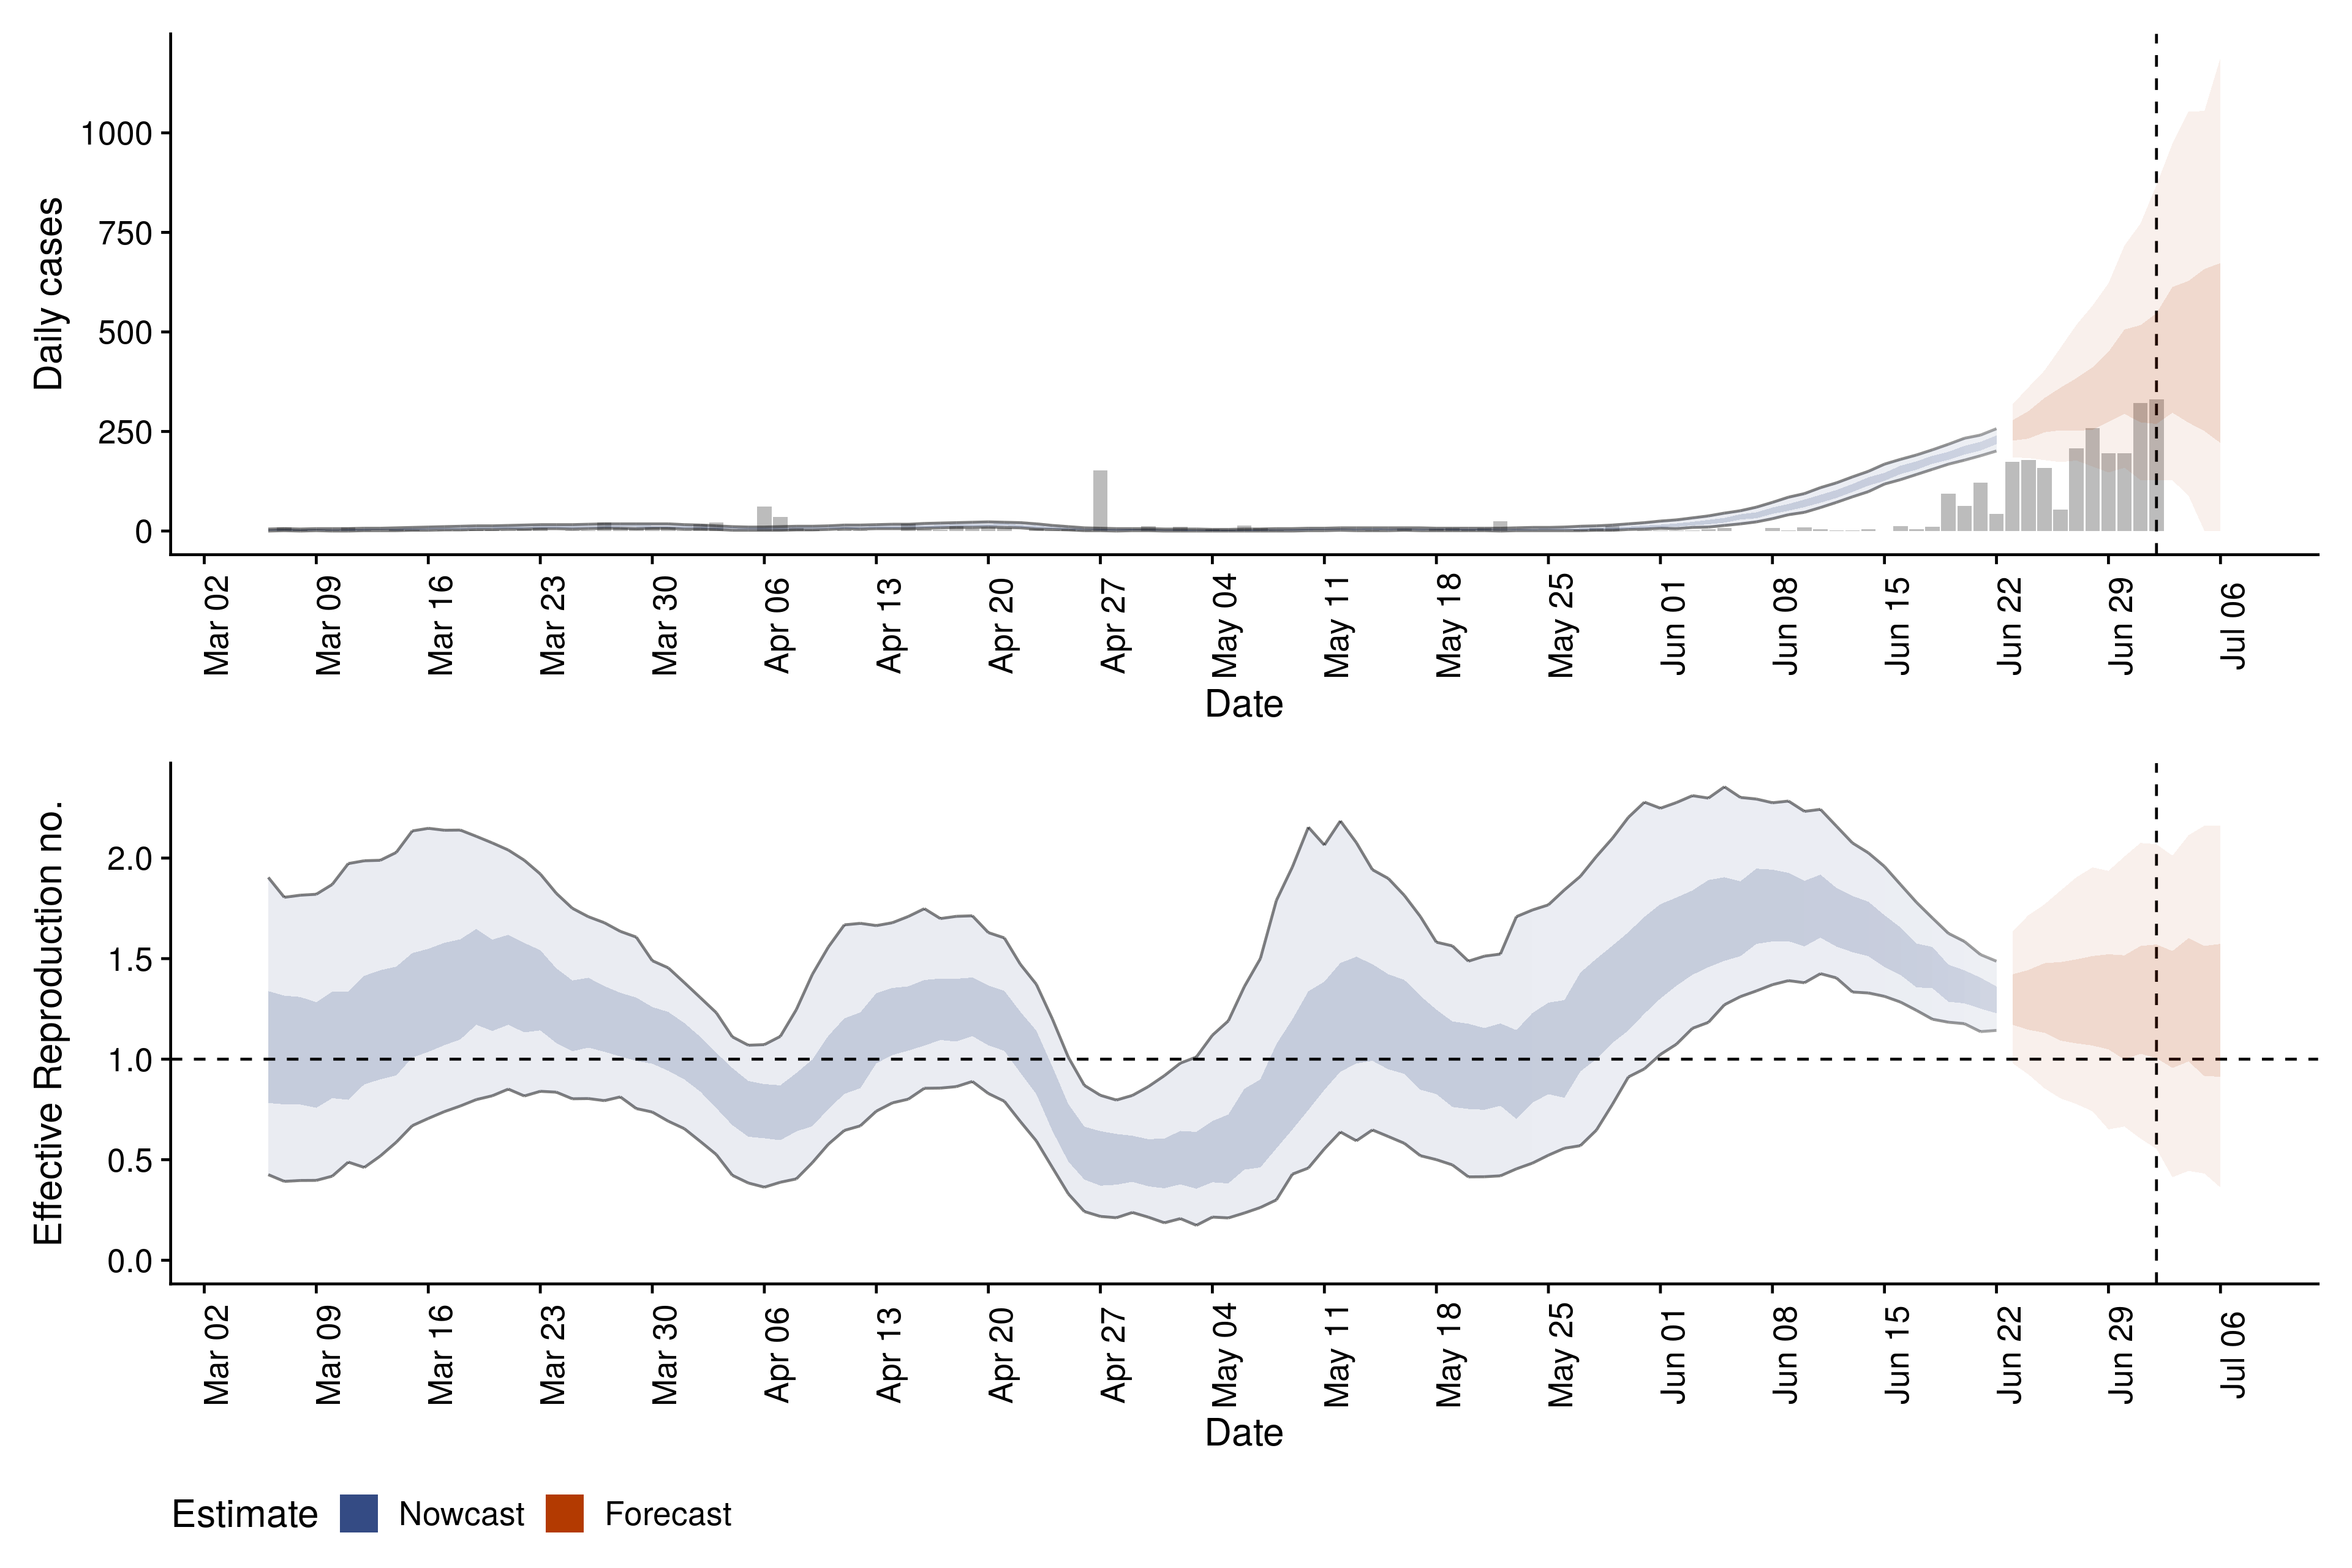 Daily cases
1000
750
500
250
0
Mar 02 Mar 09 Mar 16 Mar 23 Mar 30 Apr 06 Apr 13 Apr 20 Apr 27 May 04 May 11 May 18 May 25 Jun 01 Jun 08 Jun 15 Jun 22 Jun 29 Jul 06
Date
Effective Reproduction no.
2.0
1.5
1.0
0.5
0.0
Mar 02 Mar 09 Mar 16 Mar 23 Mar 30 Apr 06 Apr 13 Apr 20 Apr 27 May 04 May 11 May 18 May 25 Jun 01 Jun 08 Jun 15 Jun 22 Jun 29 Jul 06
Date
Estimate Nowcast Forecast